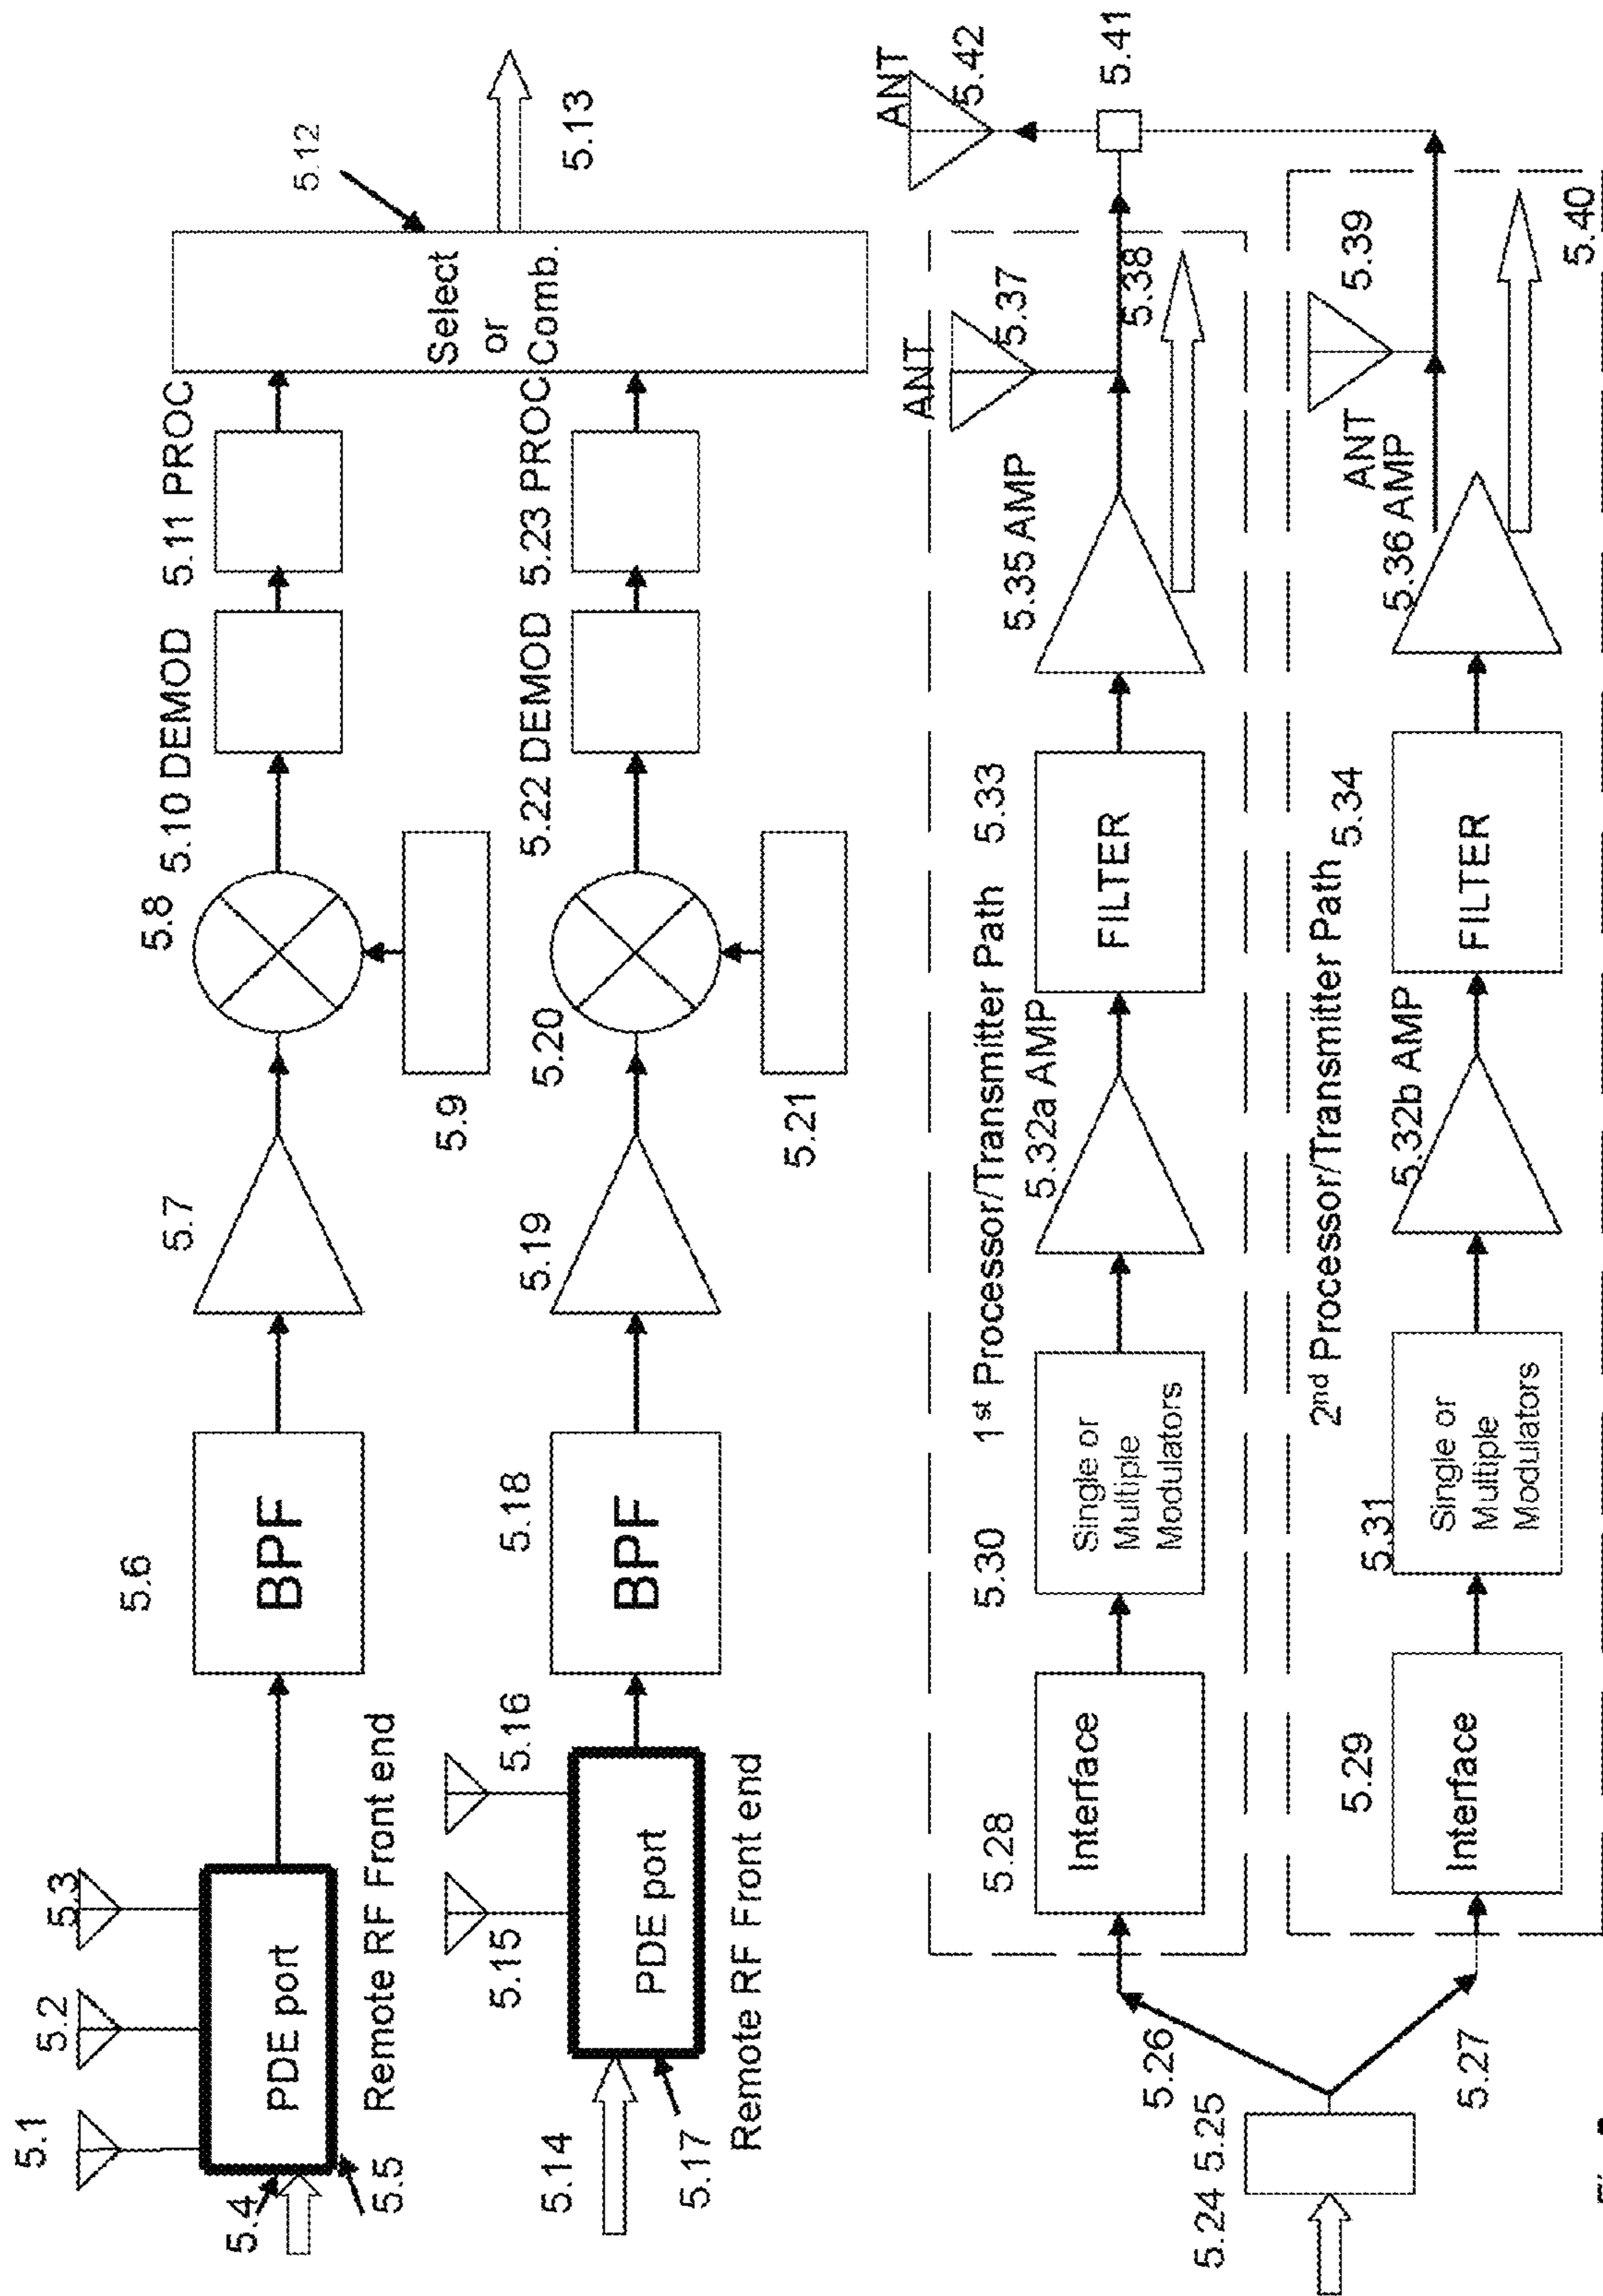 5.1
5.2
5.3
5.4
PDE port
5.5
Remote RF Front end
5.6
BPF
5.7
5.8
5.9
5.10 DEMOD
5.11 PROC
5.12
Select
or
Comb.
5.13
5.14
5.15
5.16
PDE port
5.17
Remote RF Front end
5.18
BPF
5.19
5.20
5.21
5.22 DEMOD
5.23 PROC
5.24 5.25
5.26
5.27
5.28
Interface
5.30
Single or
Multiple
Modulators
1st Processor/Transmitter Path
5.32a AMP
5.33
FILTER
5.35 AMP
ANT
5.37
5.38
ANT
5.42
5.41
5.29
Interface
5.31
Single or
Multiple
Modulators
2nd Processor/Transmitter Path
5.32b AMP
5.34
FILTER
5.36 AMP
ANT
5.39
5.40